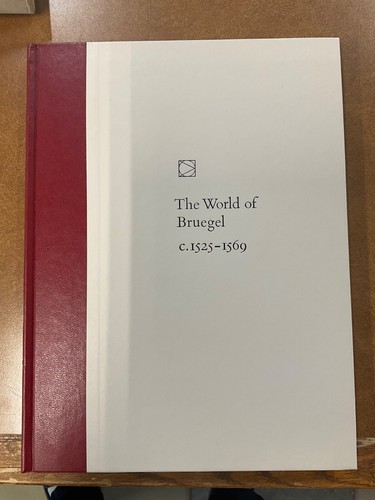 The World of
Bruegel
c.1525–1569